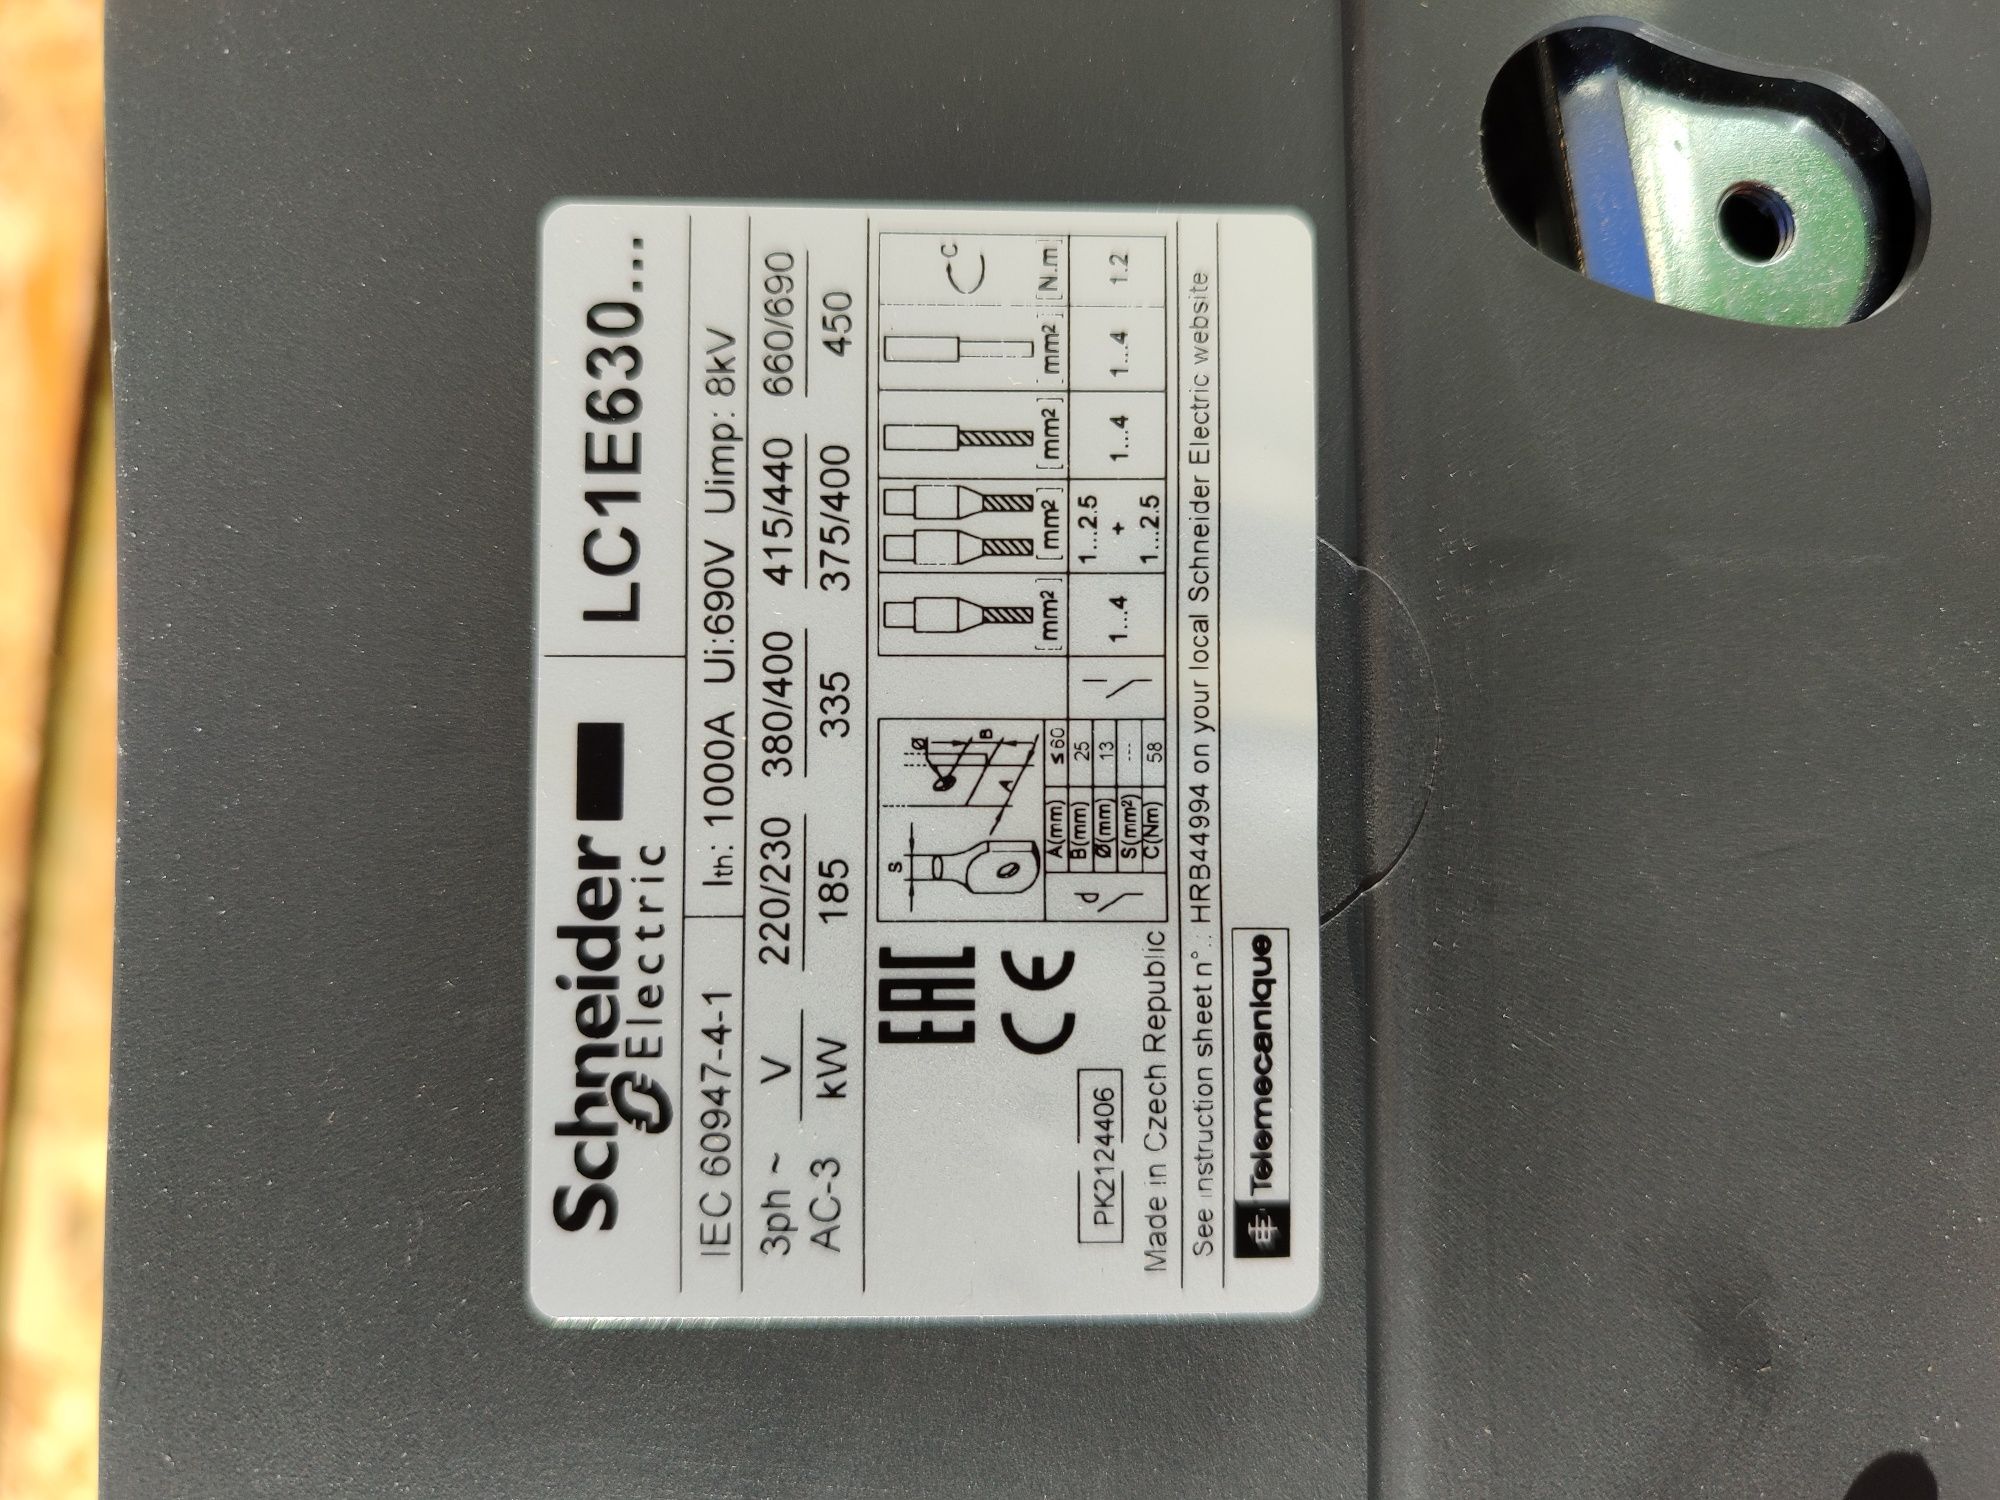 Schneider
Electric
LC1E630...
IEC 60947-4-1
Ith: 1000A Ui:690V Uimp: 8kV
3ph ~ V 220/230 380/400 415/440 660/690
AC-3 kW 185 335 375/400 450
EAC
CE
S
Ø
B
A
C
d
A(mm) ≤60
B(mm) 25
Ø(mm) 13
S(mm²) ---
C(Nm) 58
[mm2] [mm2] [mm2] [mm2] [N.m]
1...4 1...2.5 + 1...2.5 1...4 1...4 1.2
PK2124406
Made in Czech Republic
See instruction sheet n°.. HRB44994 on your local Schneider Electric website
Telemecanique